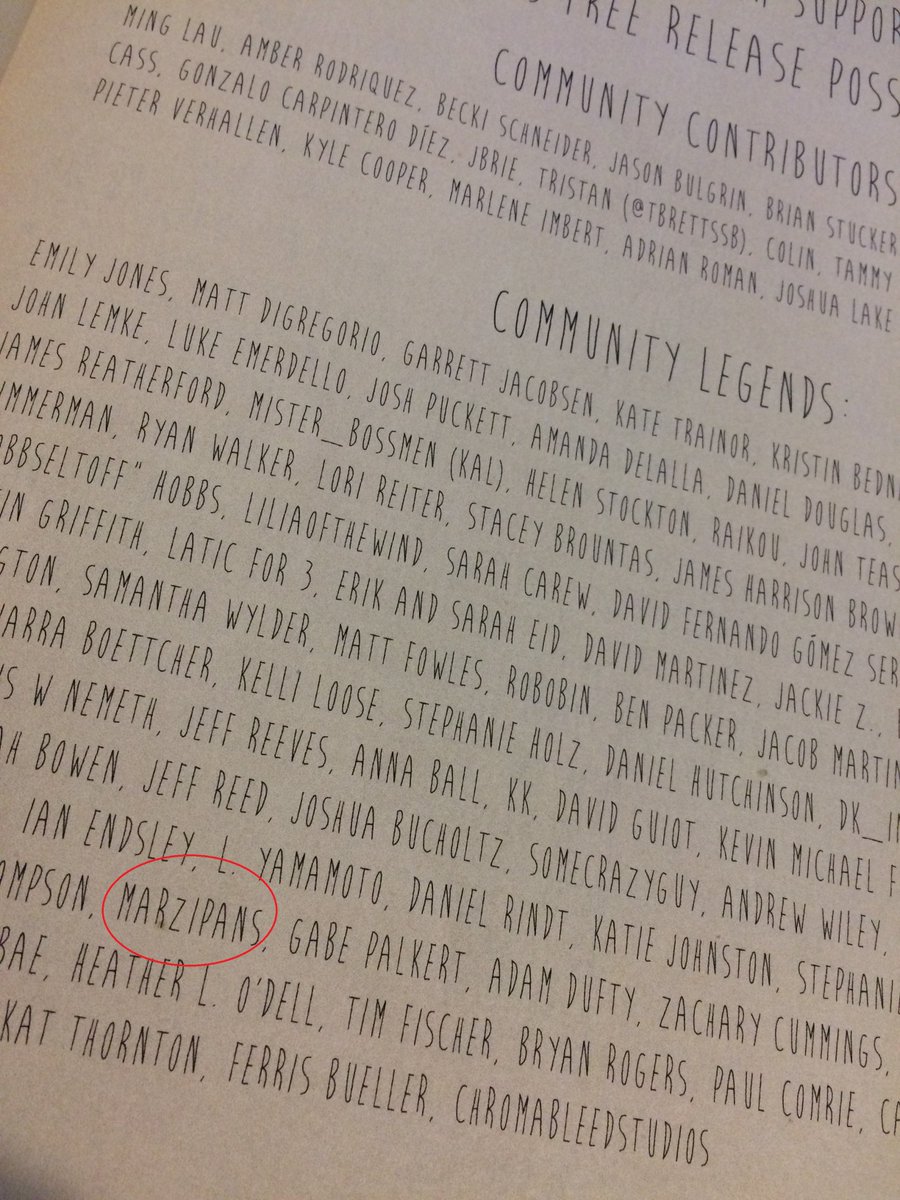 SUPPOR
FREE RELEASE POSS
COMMUNITY CONTRIBUTORS
MING LAU, AMBER RODRIQUEZ, BECKI SCHNEIDER, JASON BULGRIN, BRIAN STUCKER
CASS, GONZALO CARPINTERO DÍEZ, JBRIE, TRISTAN (@TBRETTSSB), COLIN, TAMMY
PIETER VERHALLEN, KYLE COOPER, MARLENE IMBERT, ADRIAN ROMAN, JOSHUA LAKE
COMMUNITY LEGENDS:
EMILY JONES, MATT DIGREGORIO, GARRETT JACOBSEN, KATE TRAINOR, KRISTIN BEDNA
JOHN LEMKE, LUKE EMERDELLO, JOSH PUCKETT, AMANDA DELALLA, DANIEL DOUGLAS,
JAMES REATHERFORD, MISTER_BOSSMEN (KAL), HELEN STOCKTON, RAIKOU, JOHN TEAS
MMERMAN, RYAN WALKER, LORI REITER, STACEY BROUNTAS, JAMES HARRISON BROW
OBBSELTOFF" HOBBS, LILIAOFTHEWIND, SARAH CAREW, DAVID FERNANDO GÓMEZ SER
IN GRIFFITH, LATIC FOR 3, ERIK AND SARAH EID, DAVID MARTINEZ, JACKIE Z.,
GTON, SAMANTHA WYLDER, MATT FOWLES, ROBOBIN, BEN PACKER, JACOB MARTIN
ARRA BOETTCHER, KELLI LOOSE, STEPHANIE HOLZ, DANIEL HUTCHINSON, DK_I
S W NEMETH, JEFF REEVES, ANNA BALL, KK, DAVID GUIOT, KEVIN MICHAEL F
AH BOWEN, JEFF REED, JOSHUA BUCHOLTZ, SOMECRAZYGUY, ANDREW WILEY,
IAN ENDSLEY, L. YAMAMOTO, DANIEL RINDT, KATIE JOHNSTON, STEPHANI
OMPSON, MARZIPANS, GABE PALKERT, ADAM DUFTY, ZACHARY CUMMINGS,
BAE, HEATHER L. O'DELL, TIM FISCHER, BRYAN ROGERS, PAUL COMRIE, CA
KAT THORNTON, FERRIS BUELLER, CHROMABLEEDSTUDIOS